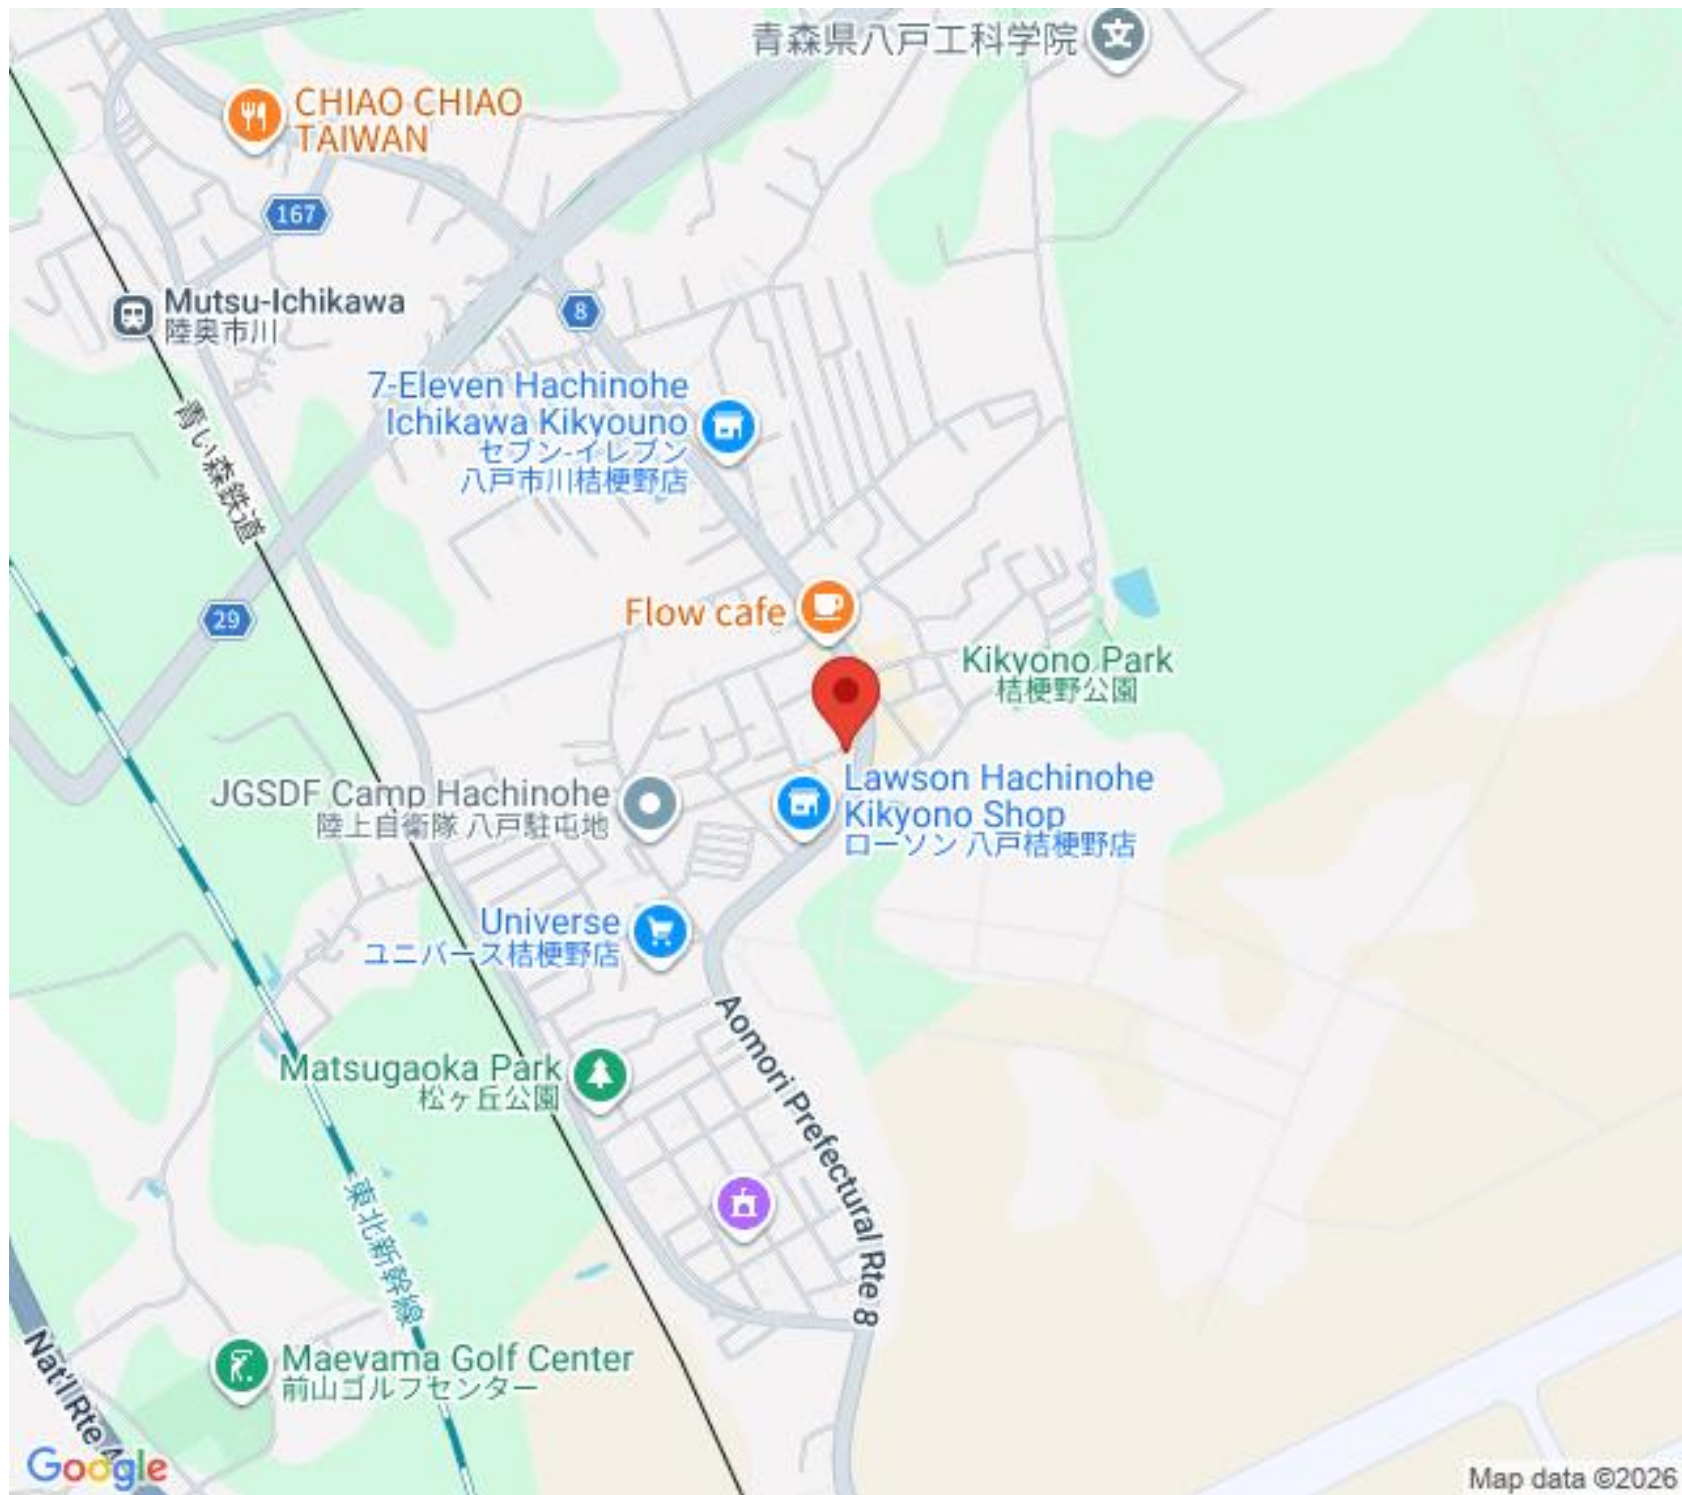 青森県八戸工科学院
CHIAO CHIAO
TAIWAN
167
Mutsu-Ichikawa
陸奥市川
8
7-Eleven Hachinohe
Ichikawa Kikyouno
セブン-イレブン
八戸市川桔梗野店
青い森鉄道
29
Flow cafe
Kikyono Park
桔梗野公園
JGSDF Camp Hachinohe
陸上自衛隊 八戸駐屯地
Lawson Hachinohe
Kikyono Shop
ローソン 八戸桔梗野店
Universe
ユニバース桔梗野店
Aomori Prefectural Rte 8
Matsugaoka Park
松ヶ丘公園
東北新幹線
Nat'l Rte 4
Maeyama Golf Center
前山ゴルフセンター
Google
Map data ©2026